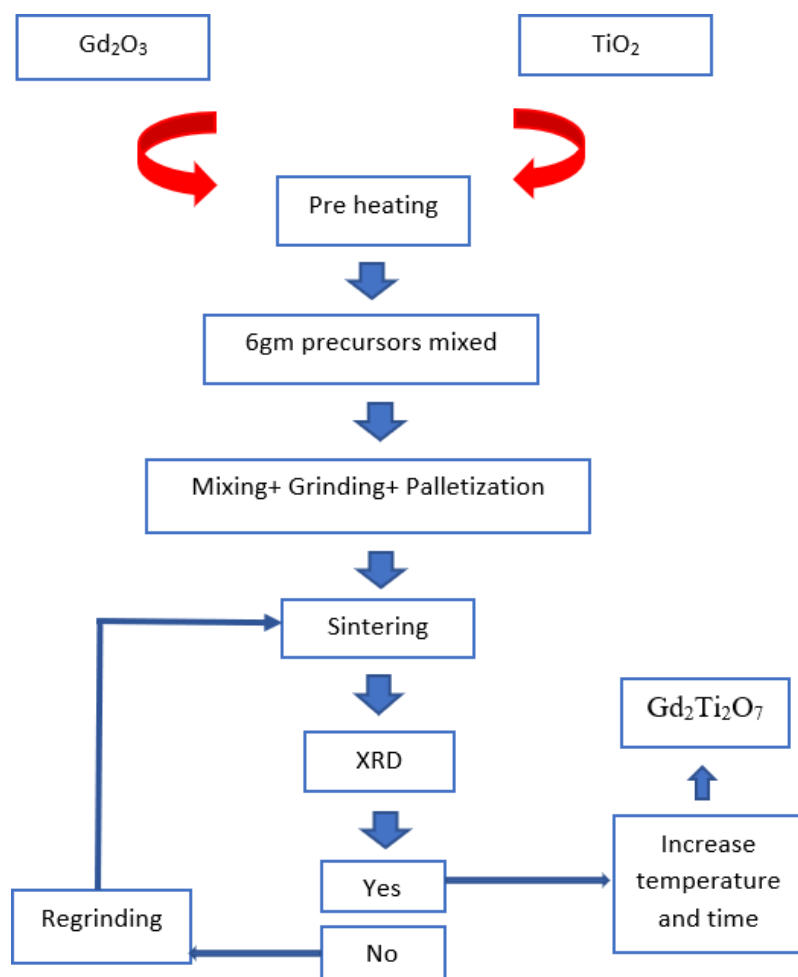 Gd₂O₃
TiO₂
Pre heating
6gm precursors mixed
Mixing+ Grinding+ Palletization
Sintering
XRD
Gd₂Ti₂O₇
Yes
Increase
temperature
and time
Regrinding
No